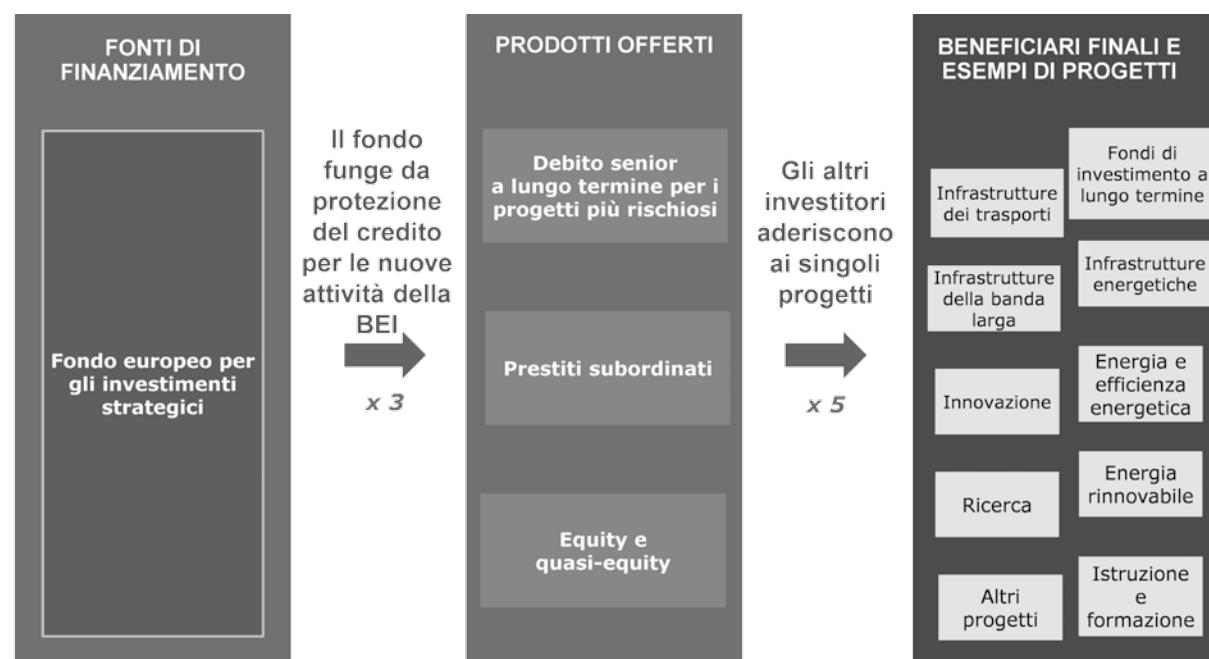 FONTI DI
FINANZIAMENTO
Fondo europeo per
gli investimenti
strategici
Il fondo
funge da
protezione
del credito
per le nuove
attività della
BEI
x 3
PRODOTTI OFFERTI
Debito senior
a lungo termine per i
progetti più rischiosi
Prestiti subordinati
Equity e
quasi-equity
Gli altri
investitori
aderiscono
ai singoli
progetti
x 5
BENEFICIARI FINALI E
ESEMPI DI PROGETTI
Infrastrutture
dei trasporti
Fondi di
investimento a
lungo termine
Infrastrutture
della banda
larga
Infrastrutture
energetiche
Innovazione
Energia e
efficienza
energetica
Ricerca
Energia
rinnovabile
Altri
progetti
Istruzione
e
formazione